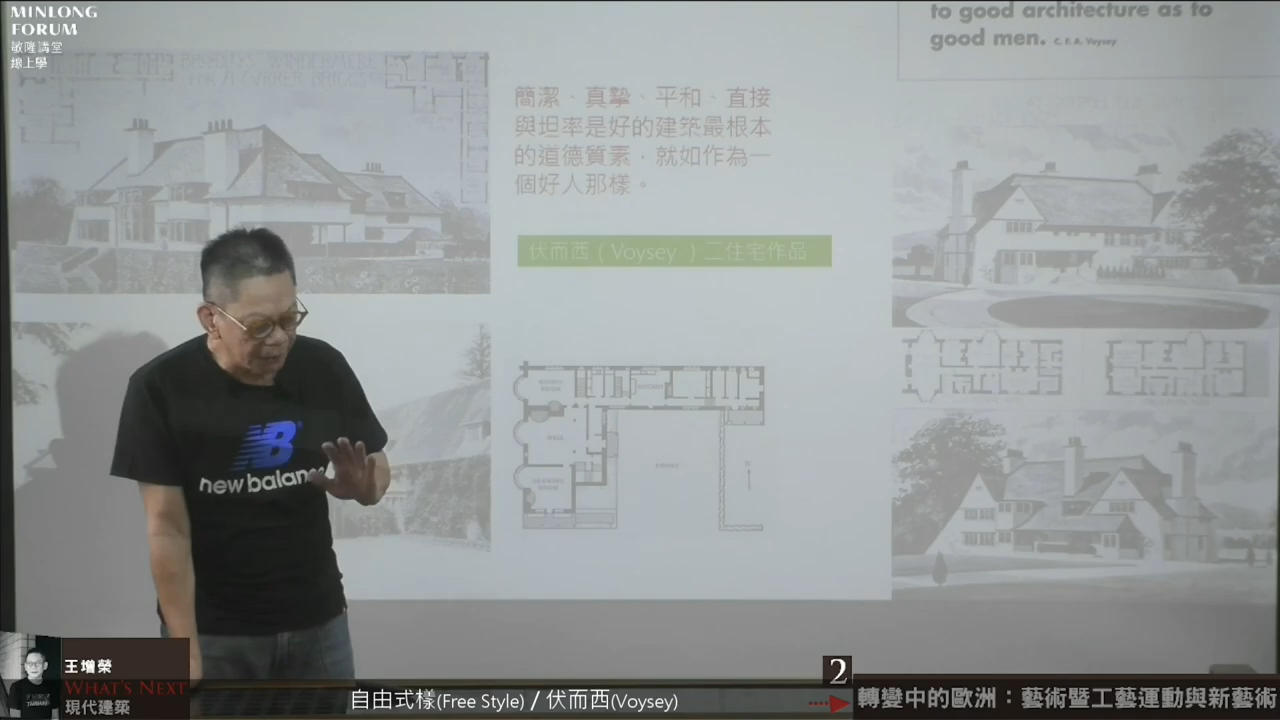 MINLONG
FORUM
敏隆講堂
線上學
to good architecture as to
good men. C. F. A. Voysey
簡潔、真摯、平和、直接
與坦率是好的建築最根本
的道德質素，就如作為一
個好人那樣。
伏而西（Voysey ）二住宅作品
HALL
new balance
王增榮
WHAT'S NEXT
現代建築
自由式樣(Free Style) / 伏而西(Voysey)
2
轉變中的歐洲：藝術暨工藝運動與新藝術